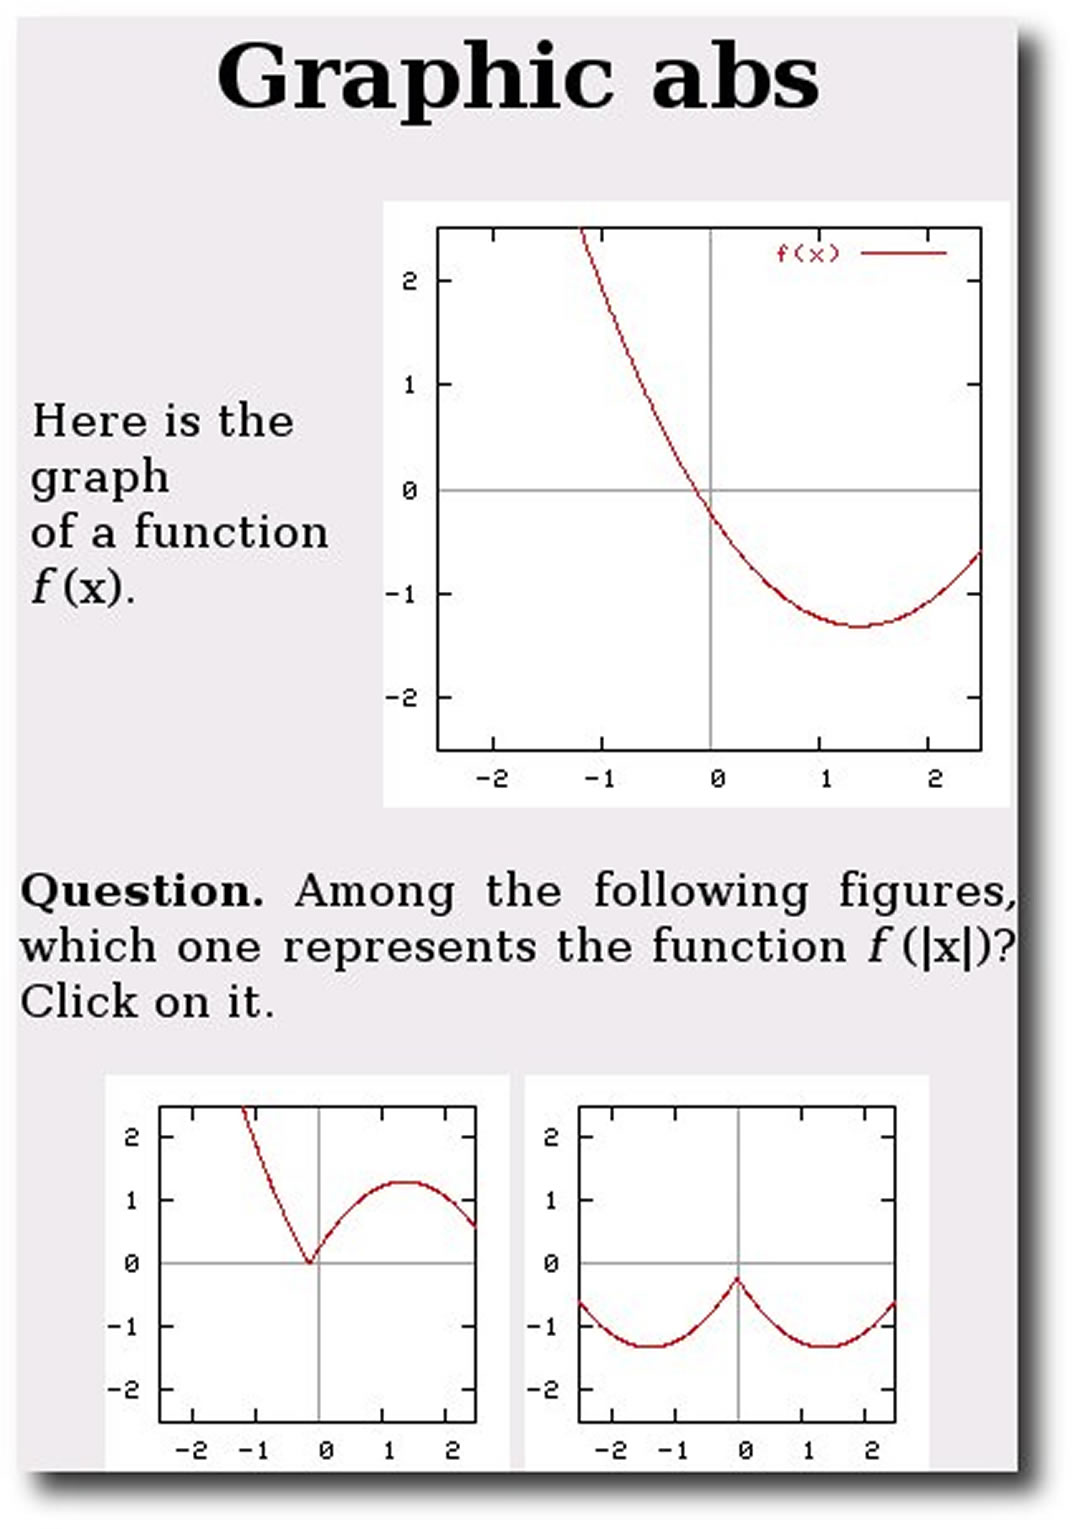 Graphic abs
f(x)
2
1
0
-1
-2
-2 -1 0 1 2
Here is the
graph
of a function
f (x).
Question. Among the following figures,
which one represents the function f (|x|)?
Click on it.
2
1
0
-1
-2
-2 -1 0 1 2
2
1
0
-1
-2
-2 -1 0 1 2